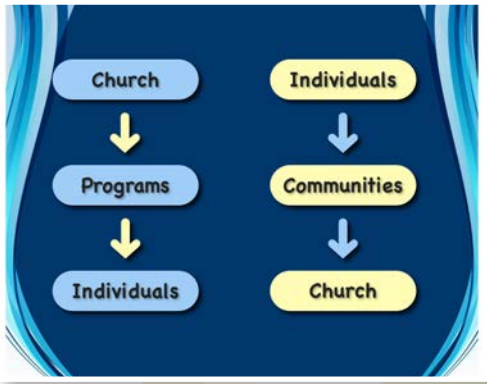 Church
Programs
Individuals
Individuals
Communities
Church